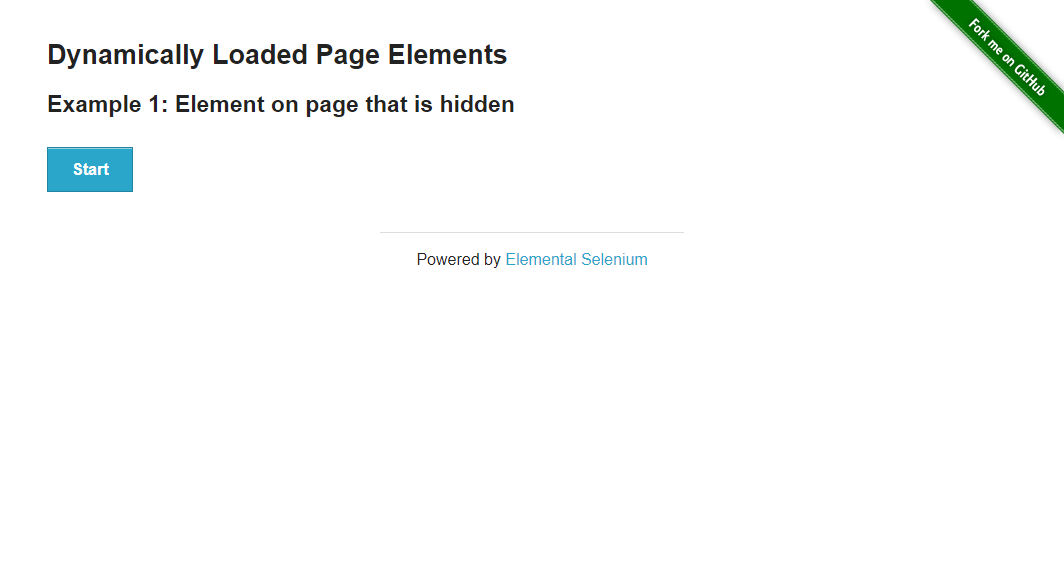 Dynamically Loaded Page Elements
Example 1: Element on page that is hidden
Start
Powered by Elemental Selenium
Fork me on GitHub